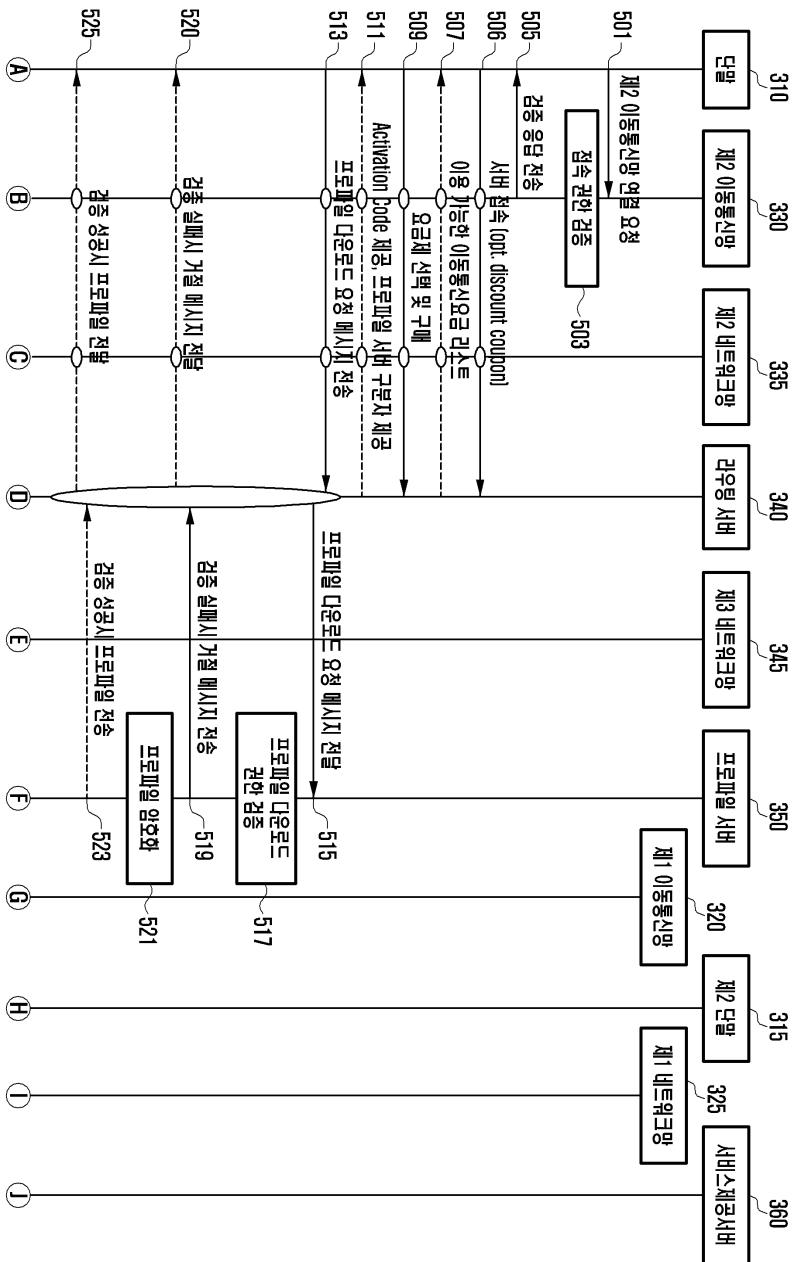 310
단말
330
제2 이동통신망
335
제2 네트워크망
340
라우팅 서버
345
제3 네트워크망
350
프로파일 서버
320
제1 이동통신망
315
제2 단말
325
제1 네트워크망
360
서비스제공서버
501
제2 이동통신망 연결 요청
접속 권한 검증
503
505
검증 응답 전송
506
서버 접속 (opt. discount coupon)
507
이용 가능한 이동통신요금 리스트
509
요금제 선택 및 구매
511
Activation Code 제공, 프로파일 서버 구분자 제공
513
프로파일 다운로드 요청 메시지 전송
프로파일 다운로드 요청 메시지 전달
515
프로파일 다운로드
권한 검증
517
520
검증 실패시 거절 메시지 전달
검증 실패시 거절 메시지 전송
519
프로파일 암호화
521
525
검증 성공시 프로파일 전달
검증 성공시 프로파일 전송
523
A
B
C
D
E
F
G
H
I
J